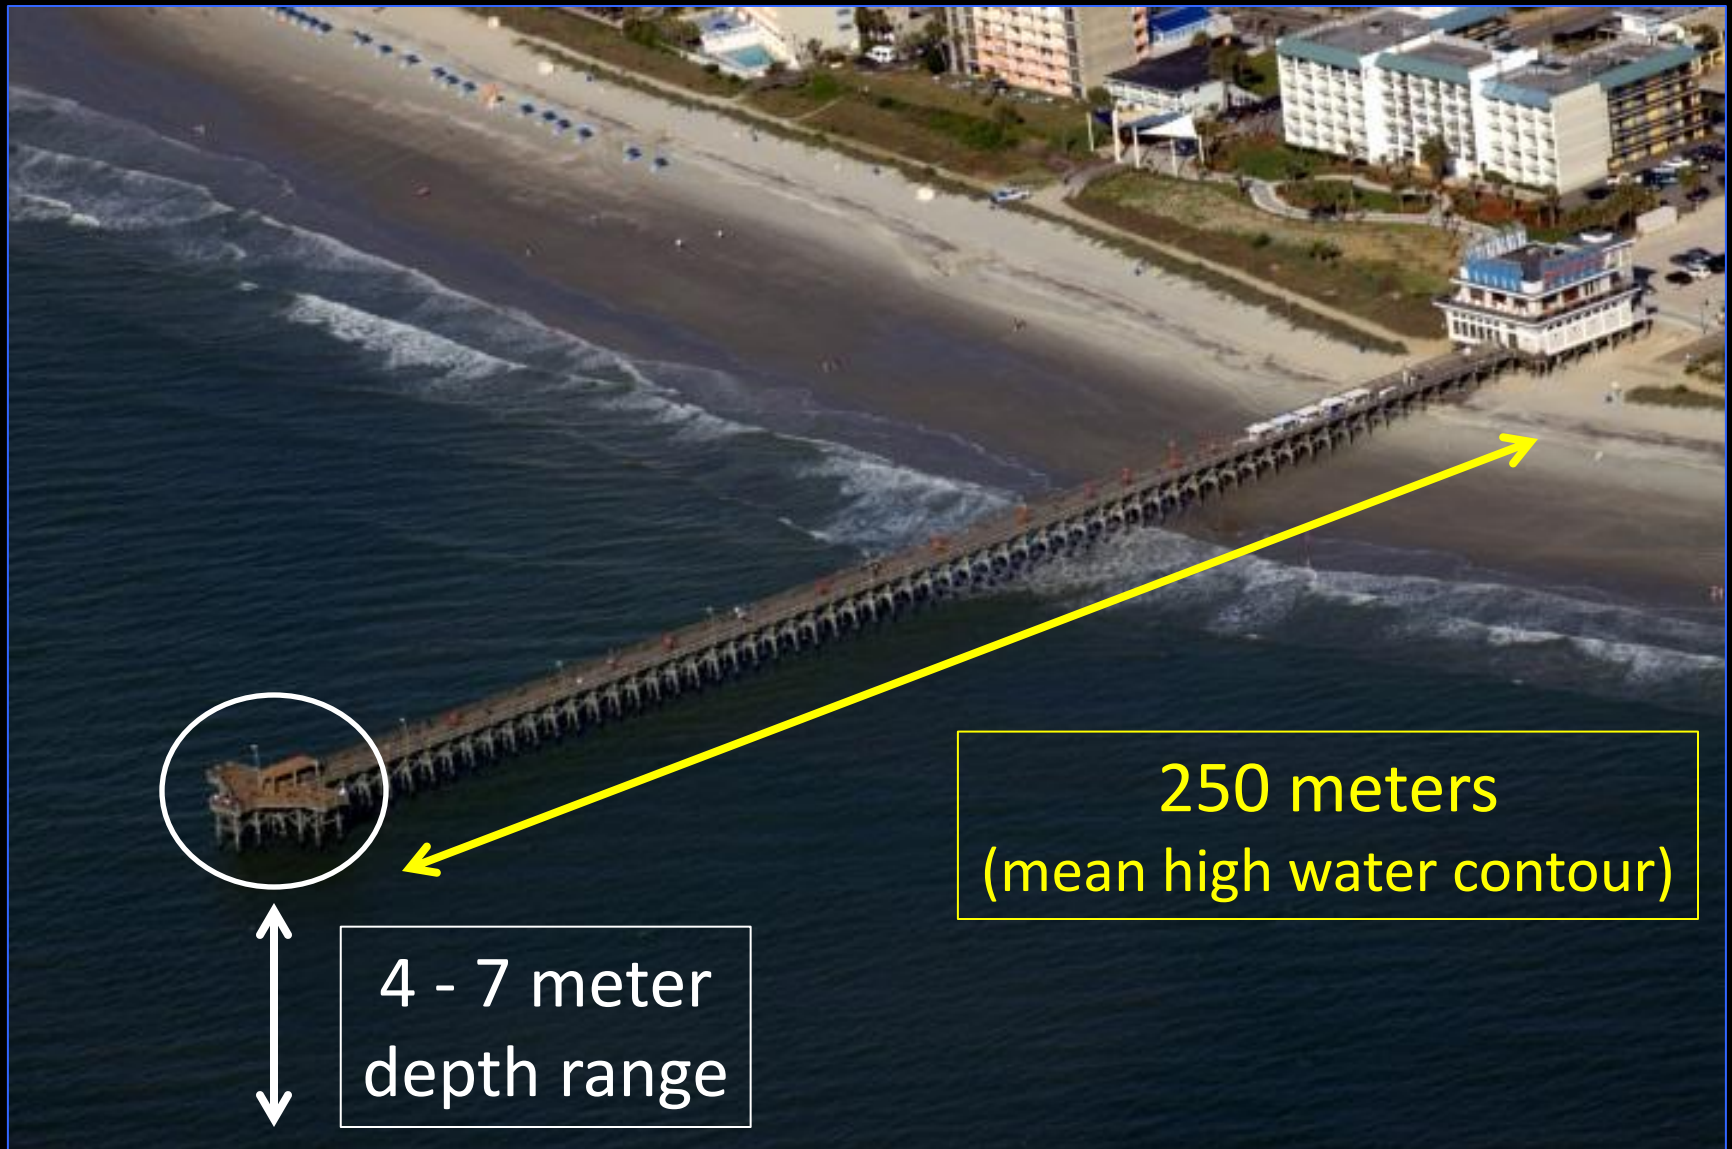 250 meters
(mean high water contour)
4 - 7 meter
depth range